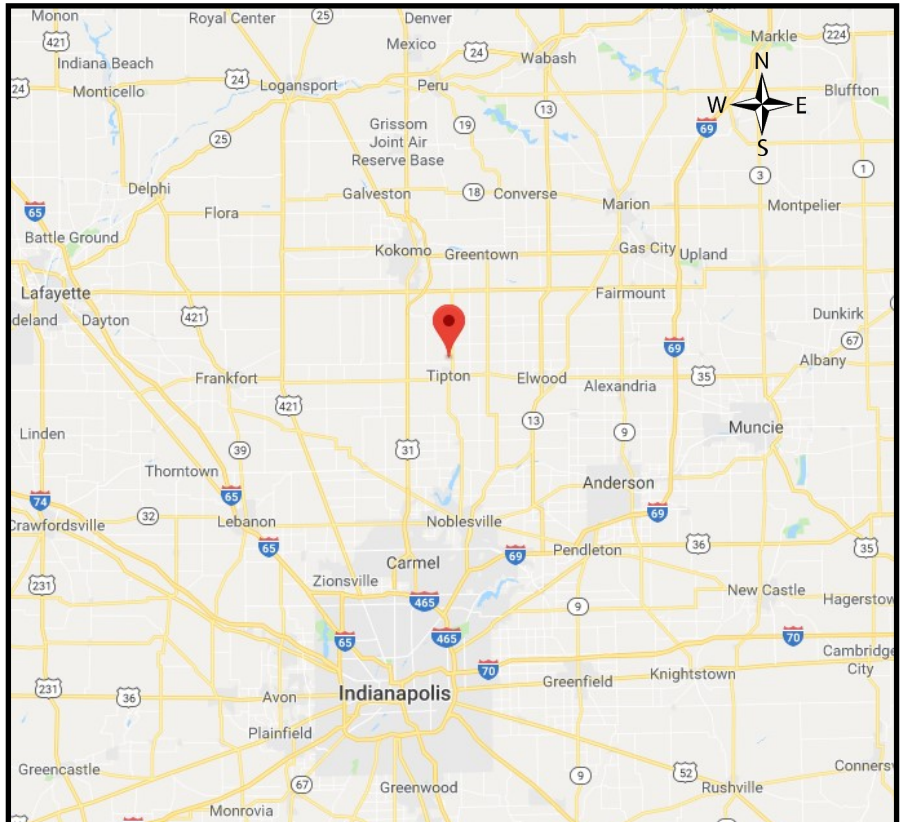 Monon
Royal Center
25
Denver
421
Mexico
24
Wabash
Markle
224
Indiana Beach
N
24
24
Logansport
Peru
Monticello
Bluffton
W
E
13
S
69
25
Grissom
Joint Air
Reserve Base
19
3
1
Delphi
Galveston
18
Converse
Marion
Montpelier
65
Flora
Battle Ground
Kokomo
Greentown
Gas City
Upland
Lafayette
Fairmount
deland
Dayton
421
Dunkirk
67
69
Albany
Frankfort
Tipton
Elwood
Alexandria
35
421
13
9
Muncie
Linden
39
31
Thorntown
65
Anderson
74
69
Crawfordsville
32
Lebanon
Noblesville
65
69
Pendleton
36
35
Carmel
231
Zionsville
465
9
New Castle
Hagerstow
65
465
70
Cambridge
City
70
Knightstown
Greenfield
231
36
Avon
Indianapolis
Plainfield
Greencastle
67
Greenwood
9
52
Rushville
Conners
Monrovia